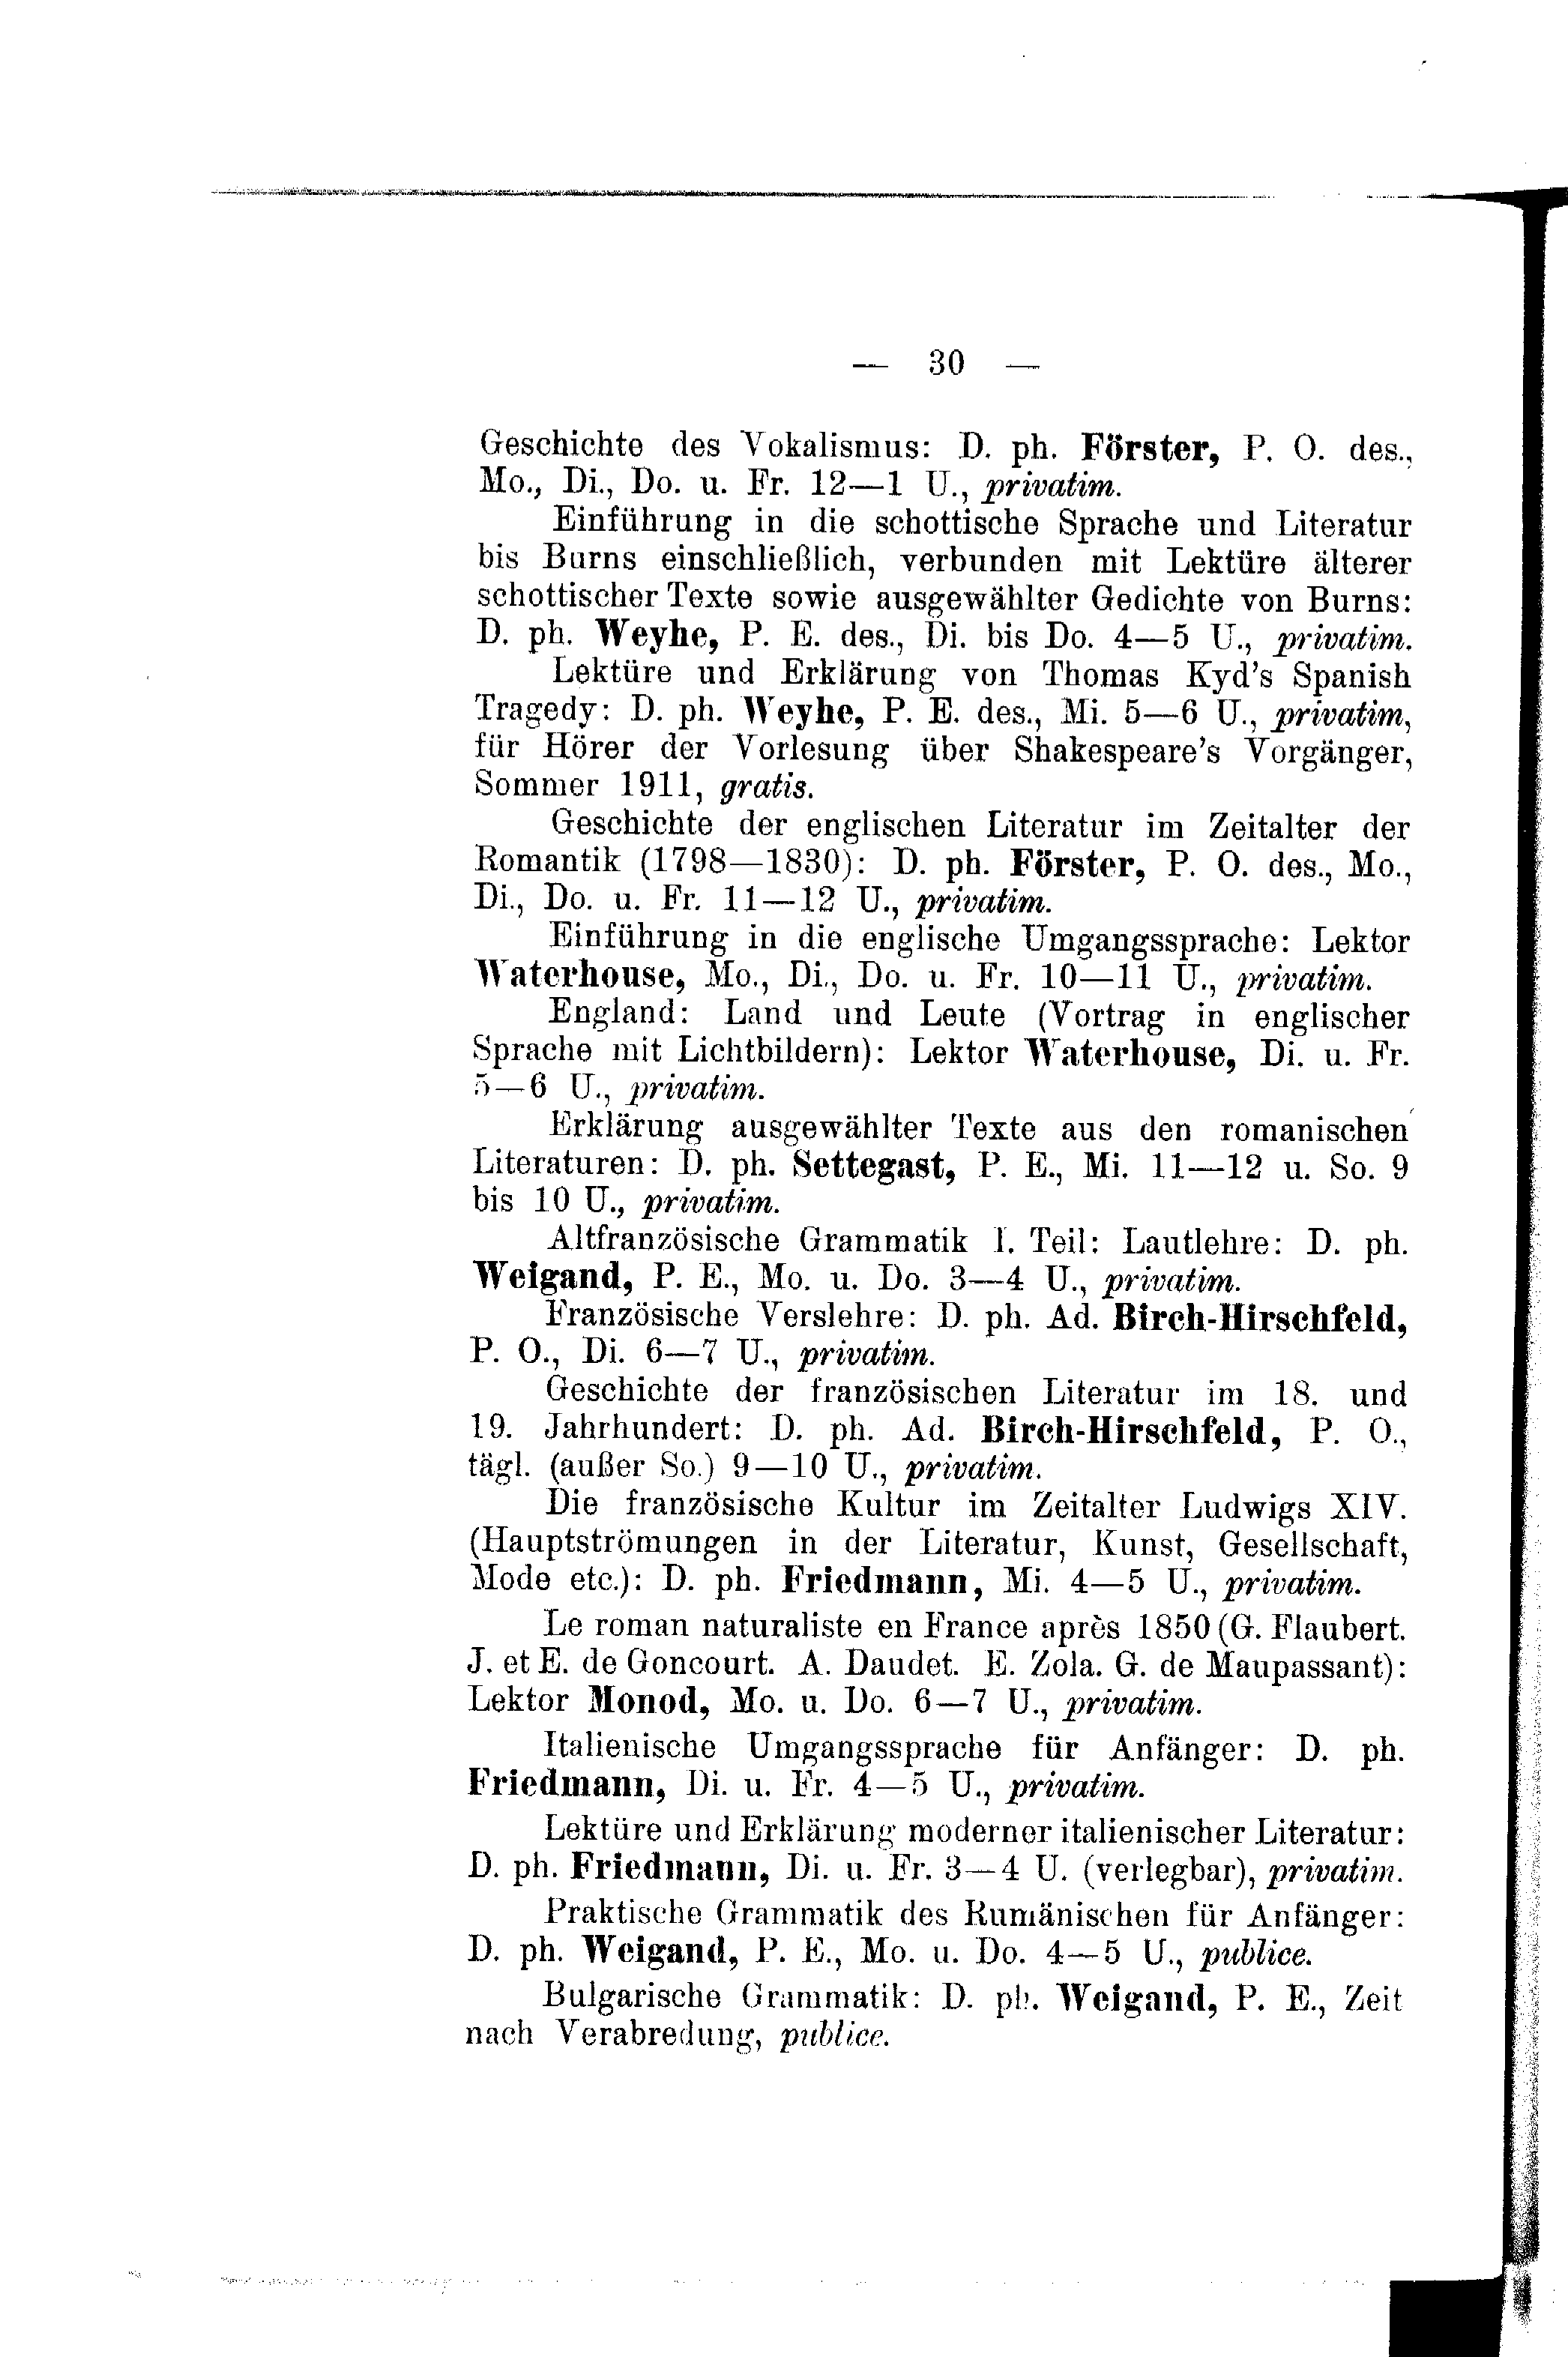 — 30 —
Geschichte des Vokalismus: D. ph. Förster, P. O. des.,
Mo., Di., Do. u. Fr. 12—1 U., privatim.
Einführung in die schottische Sprache und Literatur
bis Burns einschließlich, verbunden mit Lektüre älterer
schottischer Texte sowie ausgewählter Gedichte von Burns:
D. ph. Weyhe, P. E. des., Di. bis Do. 4—5 U., privatim.
Lektüre und Erklärung von Thomas Kyd's Spanish
Tragedy: D. ph. Weyhe, P. E. des., Mi. 5—6 U., privatim,
für Hörer der Vorlesung über Shakespeare's Vorgänger,
Sommer 1911, gratis.
Geschichte der englischen Literatur im Zeitalter der
Romantik (1798—1830): D. ph. Förster, P. O. des., Mo.,
Di., Do. u. Fr. 11—12 U., privatim.
Einführung in die englische Umgangssprache: Lektor
Waterhouse, Mo., Di., Do. u. Fr. 10—11 U., privatim.
England: Land und Leute (Vortrag in englischer
Sprache mit Lichtbildern): Lektor Waterhouse, Di. u. Fr.
5—6 U., privatim.
Erklärung ausgewählter Texte aus den romanischen
Literaturen: D. ph. Settegast, P. E., Mi. 11—12 u. So. 9
bis 10 U., privatim.
Altfranzösische Grammatik I. Teil: Lautlehre: D. ph.
Weigand, P. E., Mo. u. Do. 3—4 U., privatim.
Französische Verslehre: D. ph. Ad. Birch-Hirschfeld,
P. O., Di. 6—7 U., privatim.
Geschichte der französischen Literatur im 18. und
19. Jahrhundert: D. ph. Ad. Birch-Hirschfeld, P. O.,
tägl. (außer So.) 9—10 U., privatim.
Die französische Kultur im Zeitalter Ludwigs XIV.
(Hauptströmungen in der Literatur, Kunst, Gesellschaft,
Mode etc.): D. ph. Friedmann, Mi. 4—5 U., privatim.
Le roman naturaliste en France après 1850 (G. Flaubert.
J. et E. de Goncourt. A. Daudet. E. Zola. G. de Maupassant):
Lektor Monod, Mo. u. Do. 6—7 U., privatim.
Italienische Umgangssprache für Anfänger: D. ph.
Friedmann, Di. u. Fr. 4—5 U., privatim.
Lektüre und Erklärung moderner italienischer Literatur:
D. ph. Friedmann, Di. u. Fr. 3—4 U. (verlegbar), privatim.
Praktische Grammatik des Rumänischen für Anfänger:
D. ph. Weigand, P. E., Mo. u. Do. 4—5 U., publice.
Bulgarische Grammatik: D. ph. Weigand, P. E., Zeit
nach Verabredung, publice.